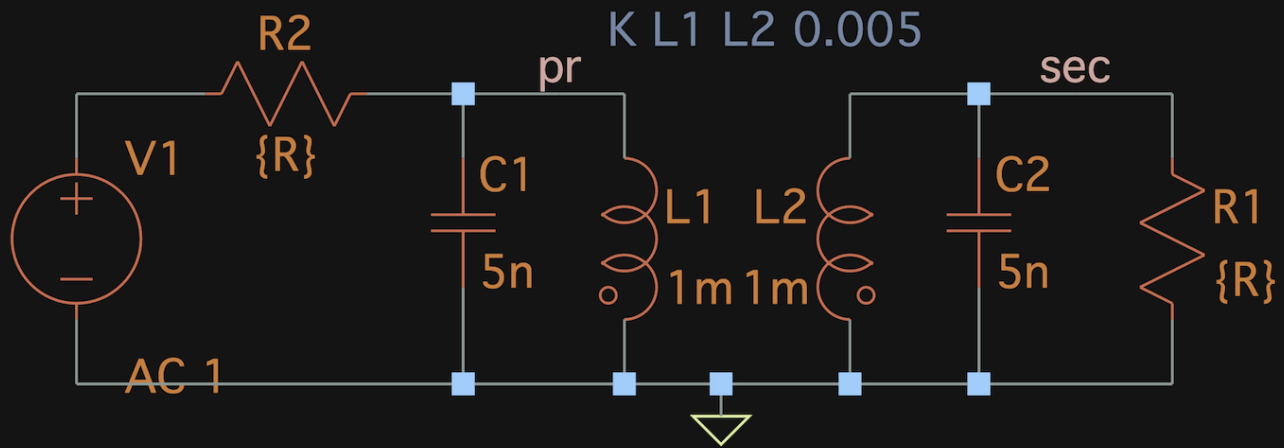 K L1 L2 0.005
R2
pr
sec
{R}
V1
C1
C2
L1
L2
R1
5n
1m
1m
5n
{R}
AC 1